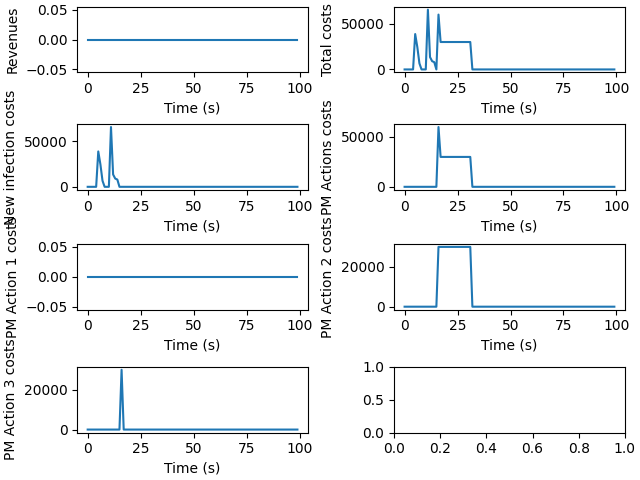 Revenues
0.05
0.00
−0.05
0 25 50 75 100
Time (s)
Total costs
50000
0
0 25 50 75 100
Time (s)
New infection costs
50000
0
0 25 50 75 100
Time (s)
PM Actions costs
50000
0
0 25 50 75 100
Time (s)
PM Action 1 costs
0.05
0.00
−0.05
0 25 50 75 100
Time (s)
PM Action 2 costs
20000
0
0 25 50 75 100
Time (s)
PM Action 3 costs
20000
0
0 25 50 75 100
Time (s)
1.0
0.5
0.0
0.0 0.2 0.4 0.6 0.8 1.0